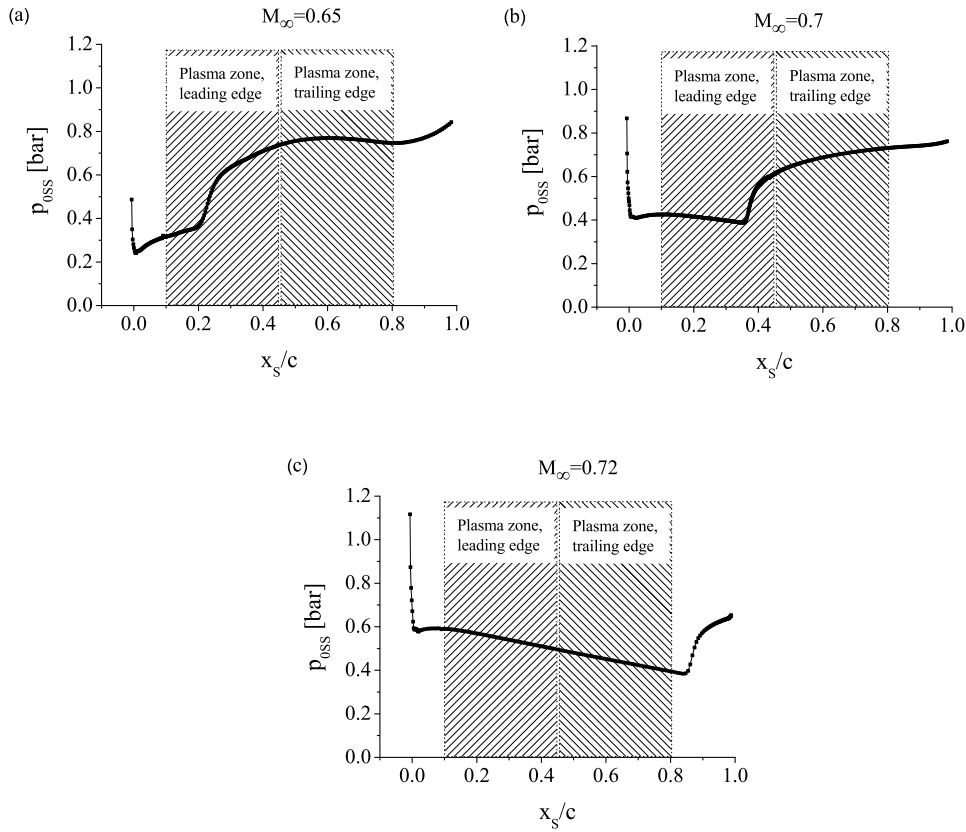 (a)
M∞=0.65
1.2
1.0
0.8
0.6
0.4
0.2
0.0
p0SS [bar]
Plasma zone,
leading edge
Plasma zone,
trailing edge
0.0 0.2 0.4 0.6 0.8 1.0
xS/c
(b)
M∞=0.7
1.2
1.0
0.8
0.6
0.4
0.2
0.0
p0SS [bar]
Plasma zone,
leading edge
Plasma zone,
trailing edge
0.0 0.2 0.4 0.6 0.8 1.0
xS/c
(c)
M∞=0.72
1.2
1.0
0.8
0.6
0.4
0.2
0.0
p0SS [bar]
Plasma zone,
leading edge
Plasma zone,
trailing edge
0.0 0.2 0.4 0.6 0.8 1.0
xS/c